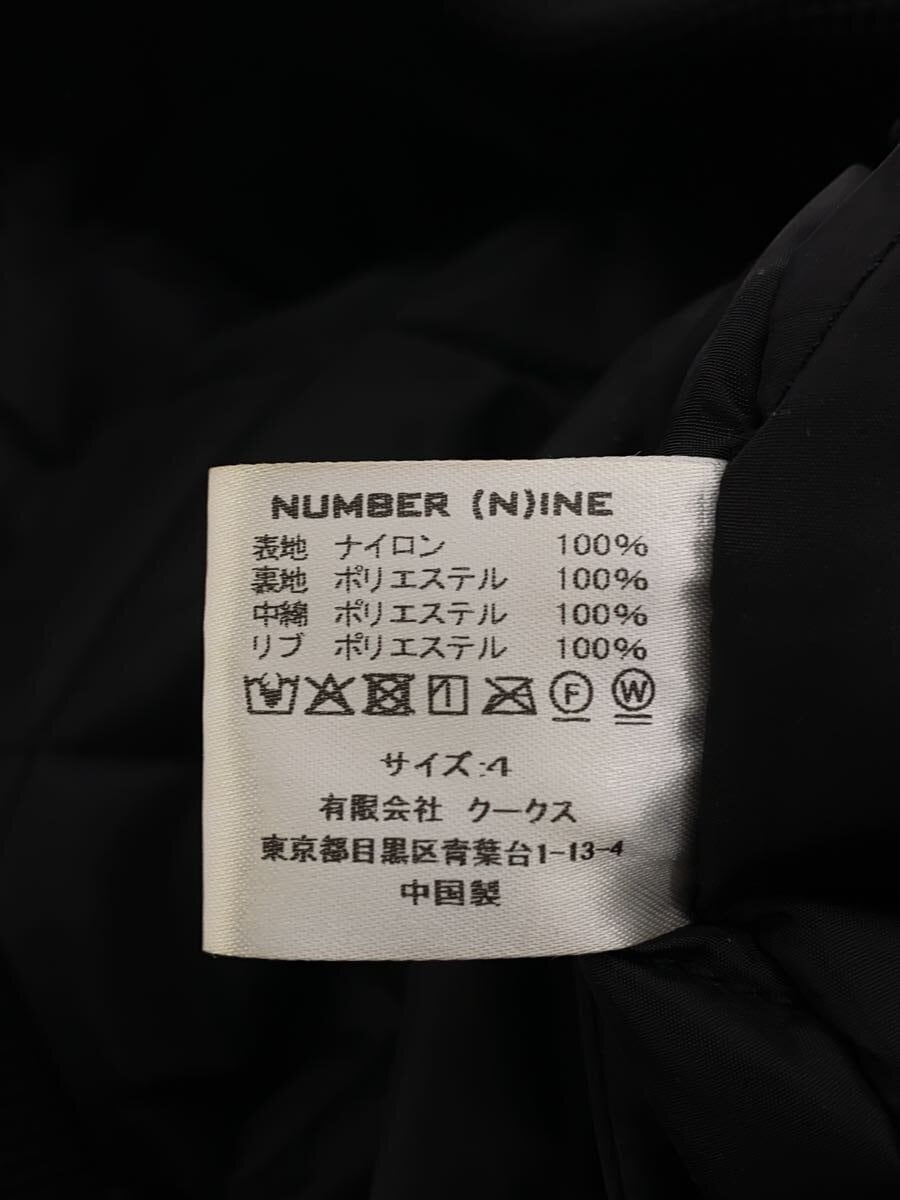 NUMBER (N)INE
表地 ナイロン 100%
裏地 ポリエステル 100%
中綿 ポリエステル 100%
リブ ポリエステル 100%
F W
サイズ:4
有限会社 クークス
東京都目黒区青葉台1-13-4
中国製